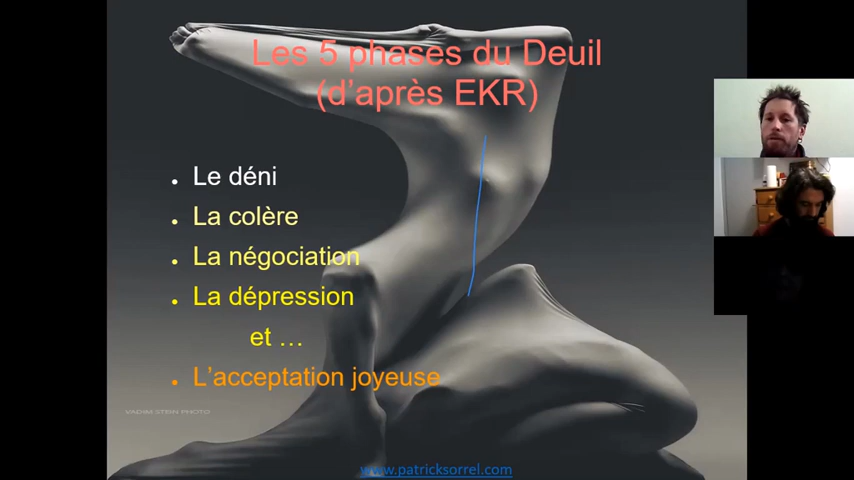 Les 5 phases du Deuil
(d'après EKR)
• Le déni
• La colère
• La négociation
• La dépression
et …
• L'acceptation joyeuse
VADIM STEIN PHOTO
www.patricksorrel.com